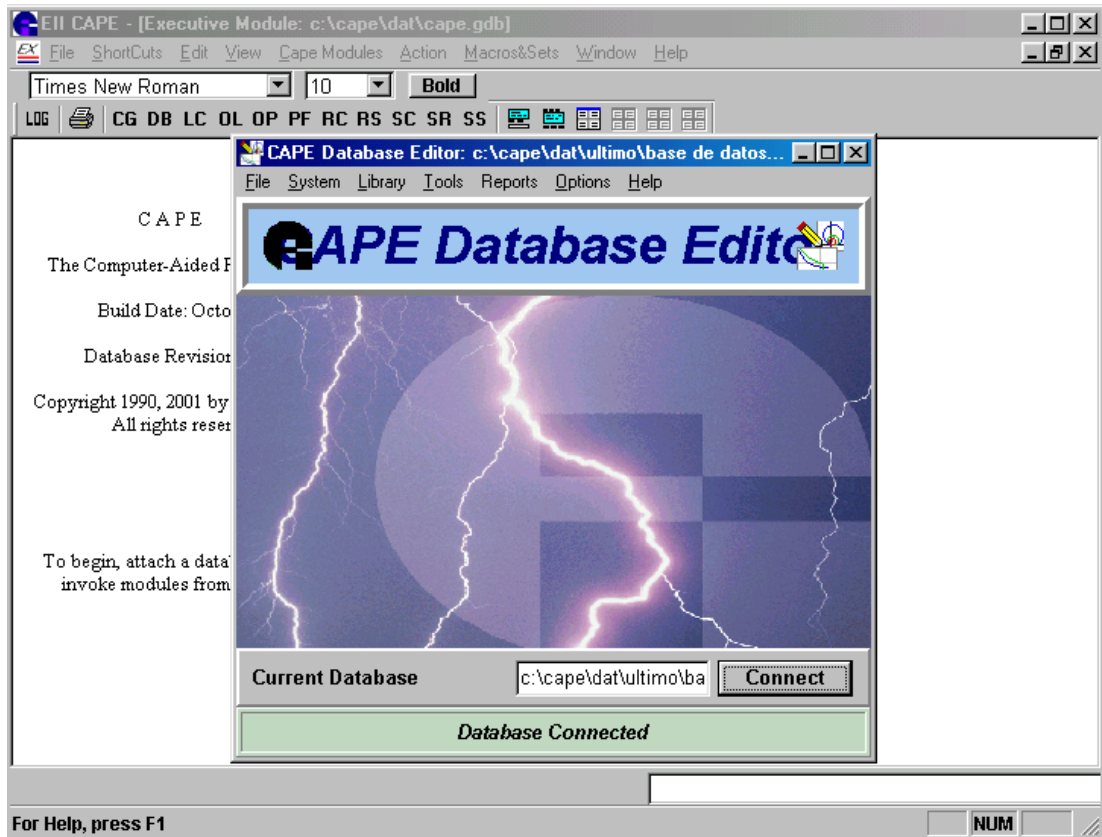 EII CAPE - [Executive Module: c:\cape\dat\cape.gdb]
EX File ShortCuts Edit View Cape Modules Action Macros&Sets Window Help
Times New Roman 10 Bold
LOG CG DB LC OL OP PF RC RS SC SR SS
CAPE Database Editor: c:\cape\dat\ultimo\base de datos...
File System Library Tools Reports Options Help
CAPE Database Edito
C A P E
The Computer-Aided
Build Date: Octo
Database Revision
Copyright 1990, 2001 by
All rights reser
To begin, attach a data
invoke modules from
Current Database c:\cape\dat\ultimo\ba Connect
Database Connected
For Help, press F1 NUM